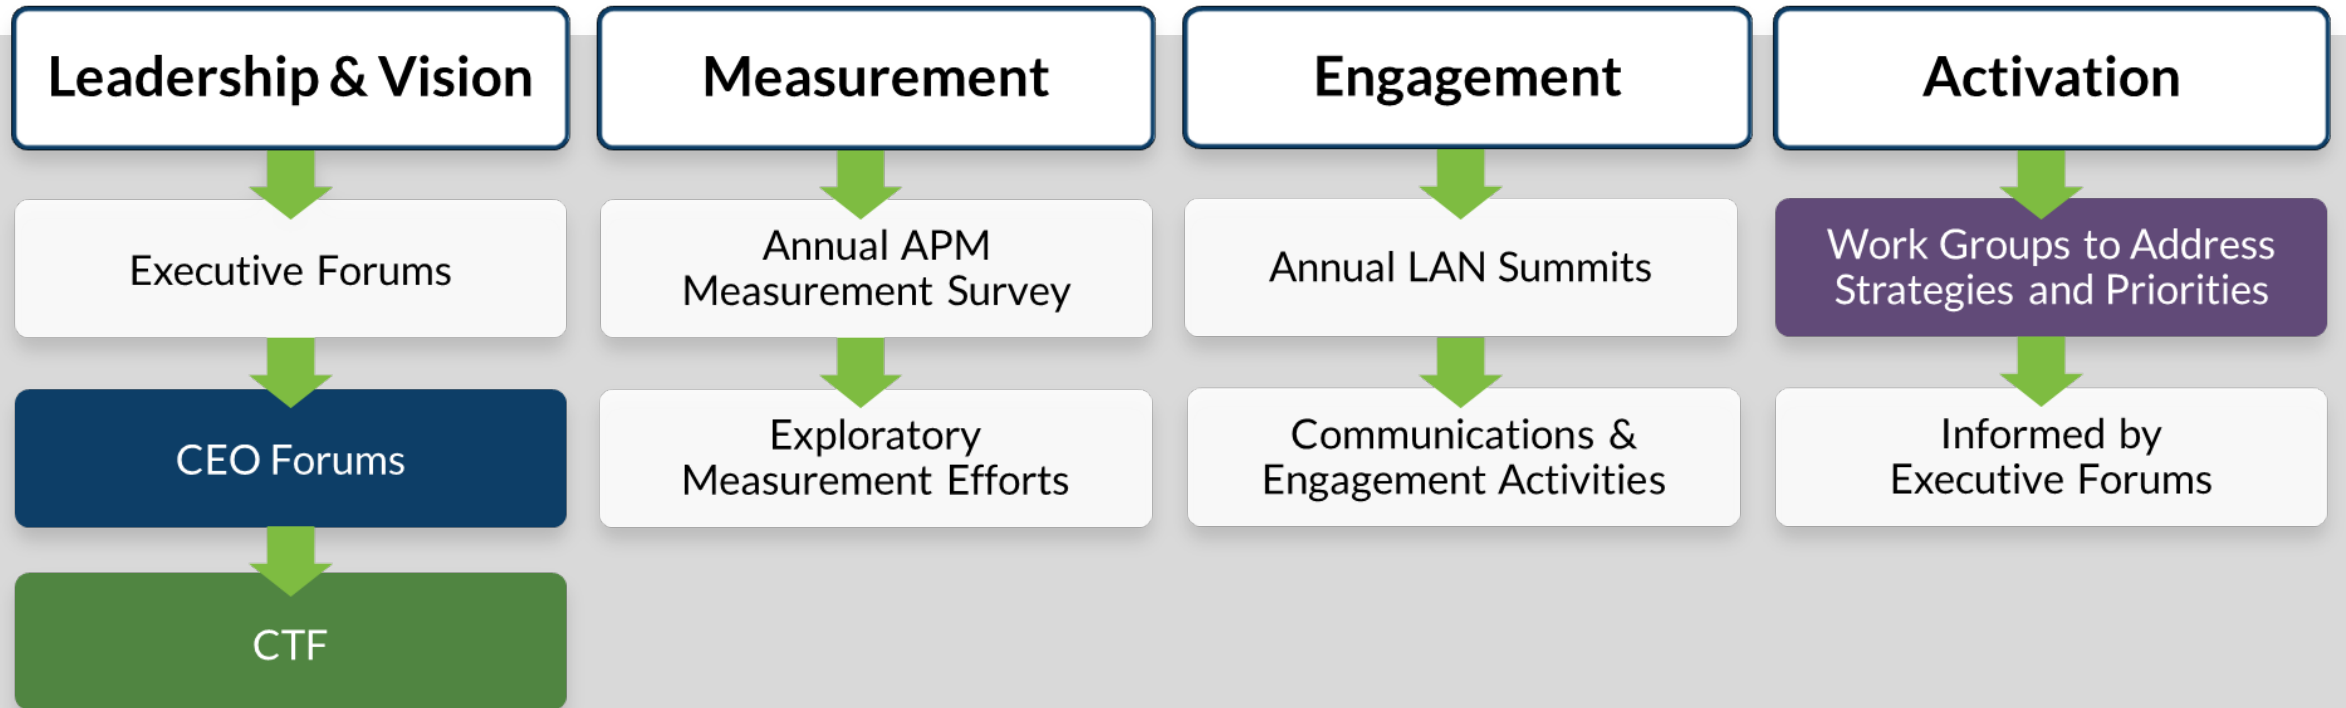 Leadership & Vision
Executive Forums
CEO Forums
CTF
Measurement
Annual APM
Measurement Survey
Exploratory
Measurement Efforts
Engagement
Annual LAN Summits
Communications &
Engagement Activities
Activation
Work Groups to Address
Strategies and Priorities
Informed by
Executive Forums